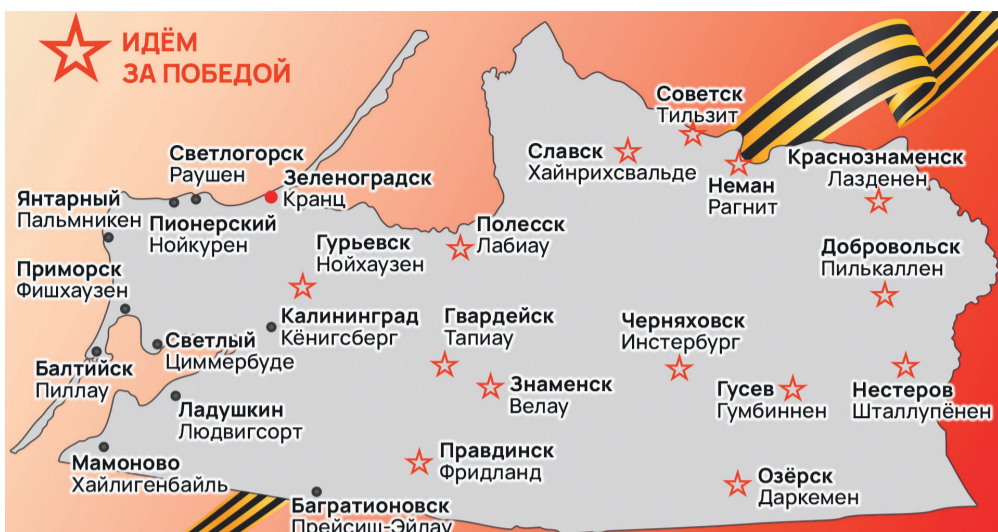 ИДЁМ
ЗА ПОБЕДОЙ
Советск
Тильзит
Славск
Хайнрихсвальде
Неман
Рагнит
Краснознаменск
Лазденен
Светлогорск
Раушен
Зеленоградск
Кранц
Янтарный
Пальмникен
Пионерский
Нойкурен
Гурьевск
Нойхаузен
Полесск
Лабиау
Добровольск
Пилькаллен
Приморск
Фишхаузен
Калининград
Кёнигсберг
Гвардейск
Тапиау
Черняховск
Инстербург
Светлый
Циммербуде
Балтийск
Пиллау
Знаменск
Велау
Гусев
Гумбиннен
Нестеров
Шталлупёнен
Ладушкин
Людвигсорт
Правдинск
Фридланд
Мамоново
Хайлигенбайль
Озёрск
Даркемен
Багратионовск
Прейсиш-Эйлау